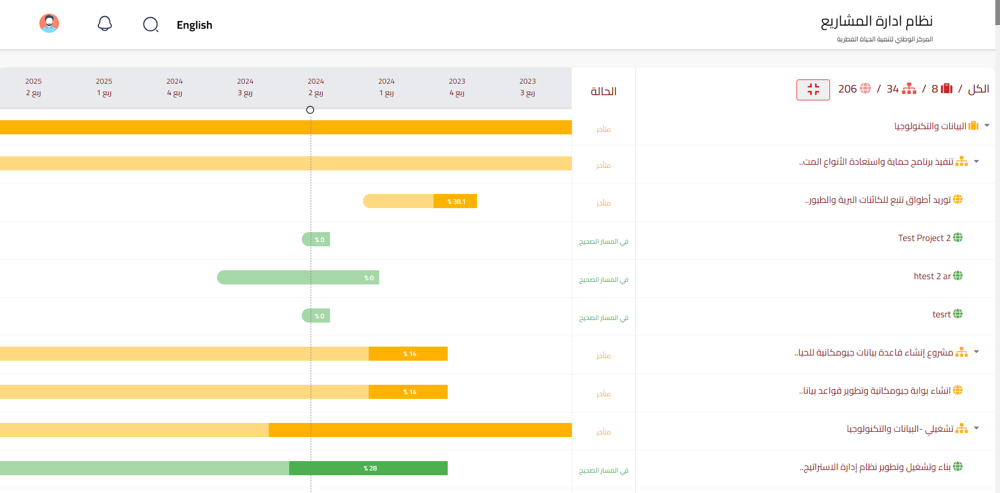 نظام ادارة المشاريع
المركز الوطني لتنمية الحياة الفطرية
English
الكل / 8 / 34 / 206
الحالة
2023 ربع 3
2023 ربع 4
2024 ربع 1
2024 ربع 2
2024 ربع 3
2024 ربع 4
2025 ربع 1
2025 ربع 2
البيانات والتكنولوجيا
متأخر
تنفيذ برنامج حماية واستعادة الأنواع المت..
متأخر
توريد أطواق تتبع للكائنات البرية والطيور..
متأخر
% 38.1
Test Project 2
في المسار الصحيح
% 0
htest 2 ar
في المسار الصحيح
% 0
tesrt
في المسار الصحيح
% 0
مشروع إنشاء قاعدة بيانات جيومكانية للحيا..
متأخر
% 14
انشاء بوابة جيومكانية وتطوير قواعد بيانا..
متأخر
% 14
تشغيلي -البيانات والتكنولوجيا
متأخر
بناء وتشغيل وتطوير نظام إدارة الاستراتيج..
في المسار الصحيح
% 28